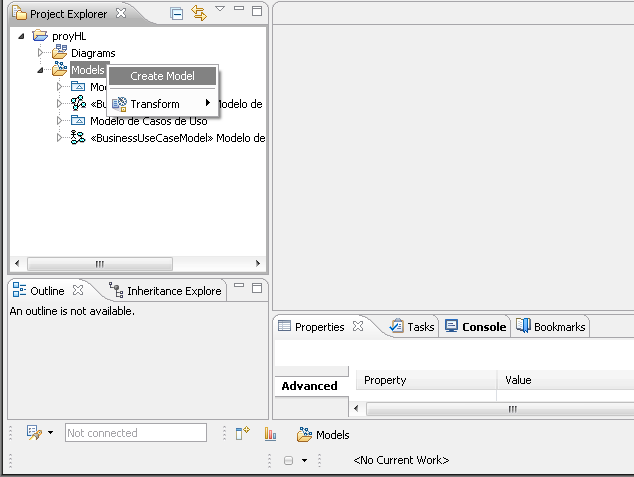 Project Explorer
proyHL
Diagrams
Models
Create Model
Mo
«Bu
Modelo de
Transform
Modelo de Casos de Uso
«BusinessUseCaseModel» Modelo de
Outline
Inheritance Explore
An outline is not available.
Properties
Tasks
Console
Bookmarks
Advanced
Property
Value
Not connected
Models
<No Current Work>